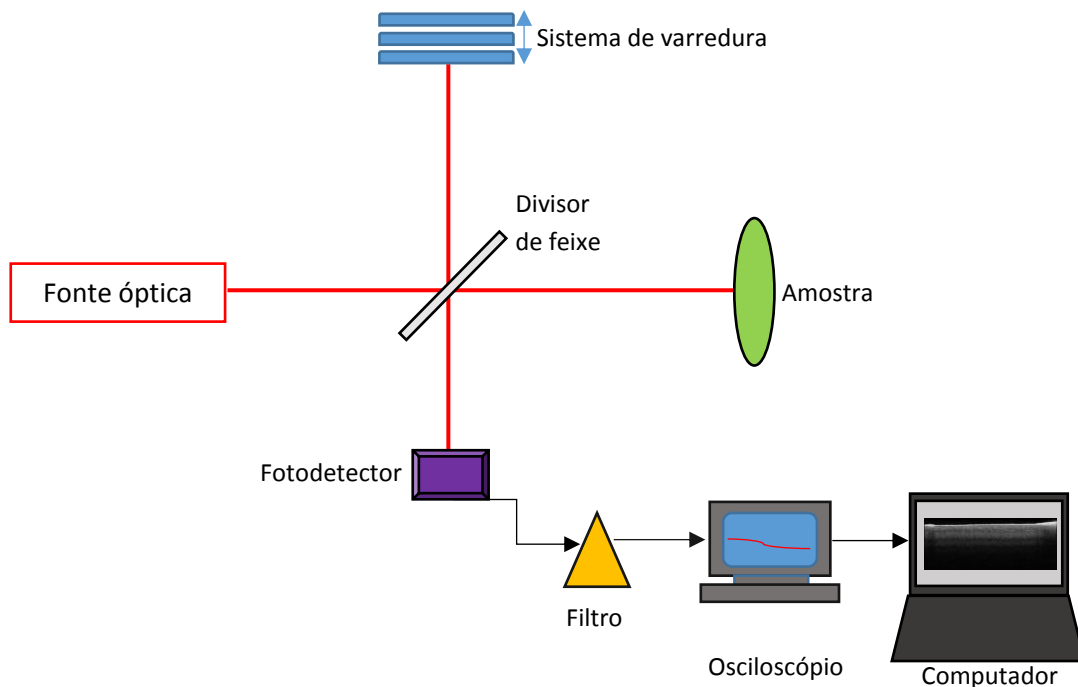 Sistema de varredura
Divisor
de feixe
Fonte óptica
Amostra
Fotodetector
Filtro
Osciloscópio
Computador